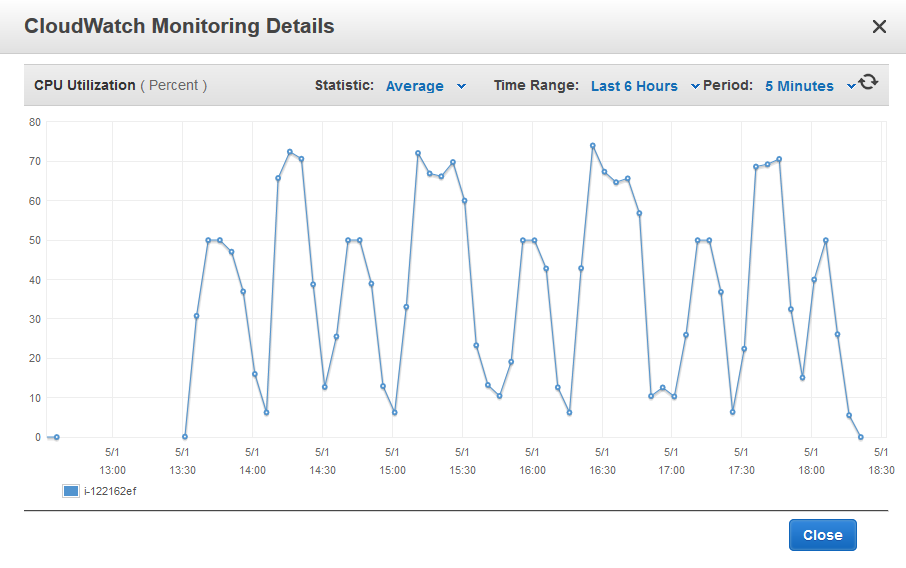 CloudWatch Monitoring Details
CPU Utilization ( Percent ) Statistic: Average Time Range: Last 6 Hours Period: 5 Minutes
80
70
60
50
40
30
20
10
0
5/1 5/1 5/1 5/1 5/1 5/1 5/1 5/1 5/1 5/1 5/1 5/1
13:00 13:30 14:00 14:30 15:00 15:30 16:00 16:30 17:00 17:30 18:00 18:30
i-122162ef
Close